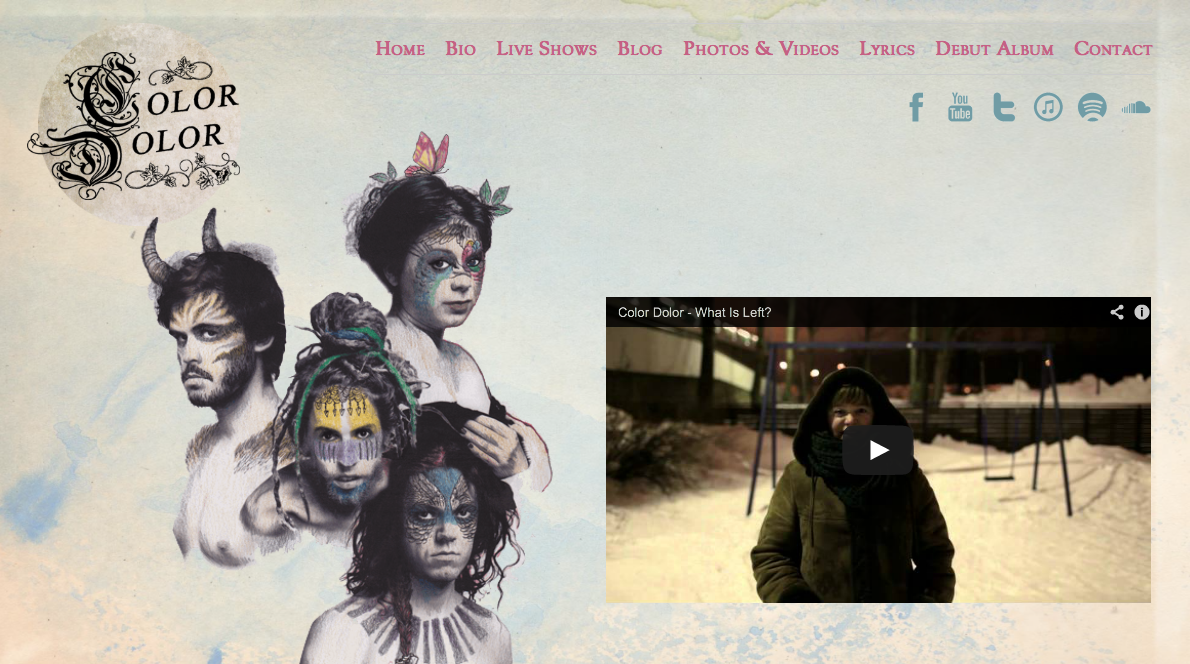 Color
Dolor
Home Bio Live Shows Blog Photos & Videos Lyrics Debut Album Contact
You
Tube
Color Dolor - What Is Left?